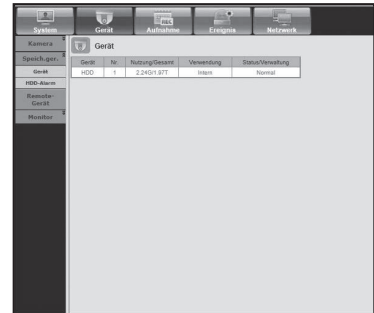 System Gerät Aufnahme Ereignis Netzwerk
Kamera
Speich.ger.
Gerät
HDD-Alarm
Remote-
Gerät
Monitor
Gerät
Gerät Nr Nutzung/Gesamt Verwendung Status/Verwaltung
HDD 1 2.24G/1.97T Intern Normal